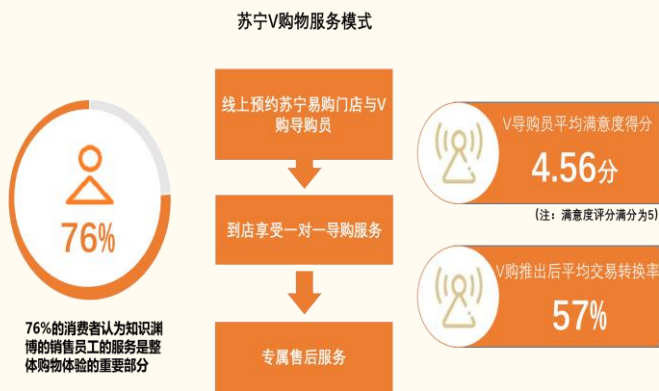 苏宁V购物服务模式
76%
76%的消费者认为知识渊
博的销售员工的服务是整
体购物体验的重要部分
线上预约苏宁易购门店与V
购导购员
到店享受一对一导购服务
专属售后服务
V导购员平均满意度得分
4.56分
(注：满意度评分满分为5)
V购推出后平均交易转换率
57%